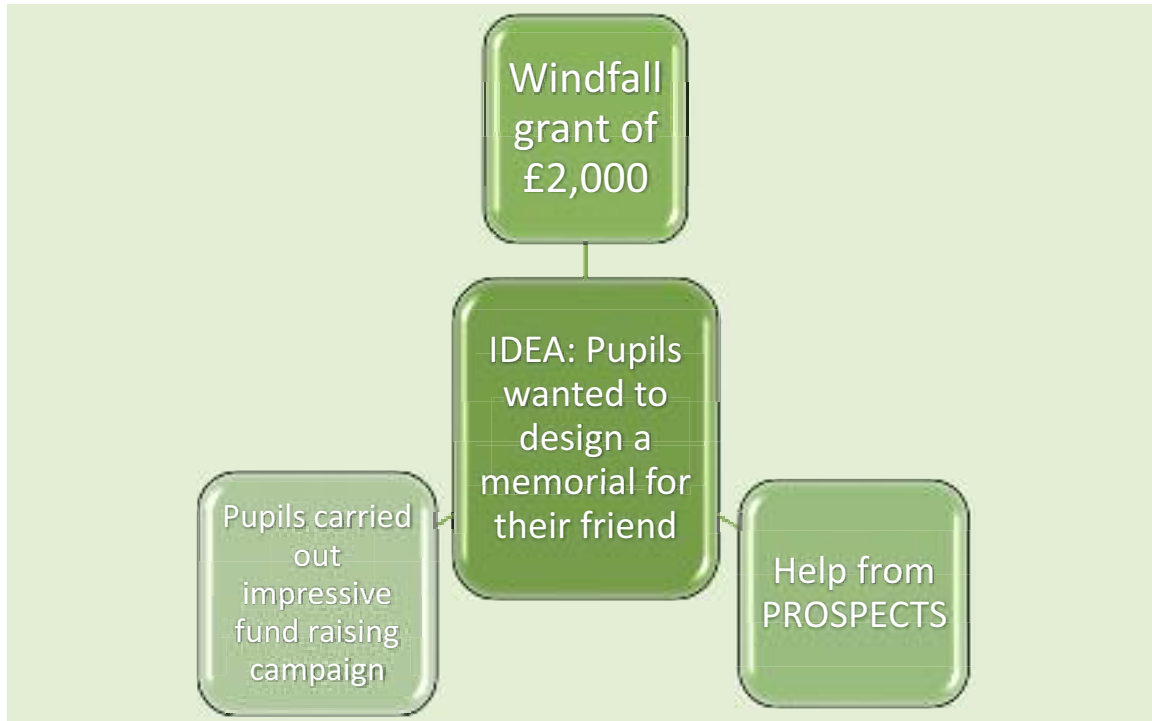 Windfall
grant of
£2,000
IDEA: Pupils
wanted to
design a
memorial for
their friend
Pupils carried
out
impressive
fund raising
campaign
Help from
PROSPECTS